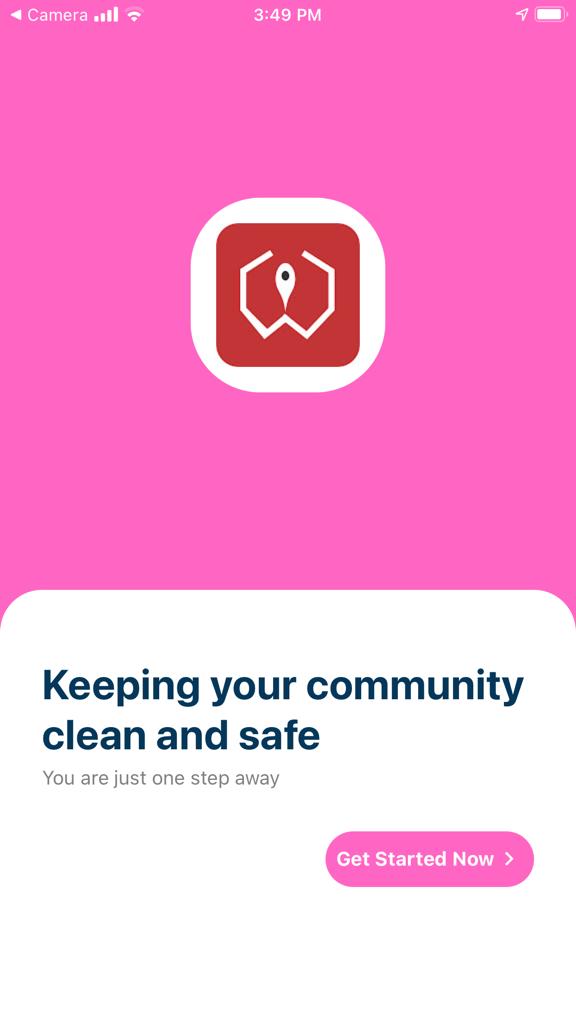 Camera
3:49 PM
Keeping your community
clean and safe
You are just one step away
Get Started Now